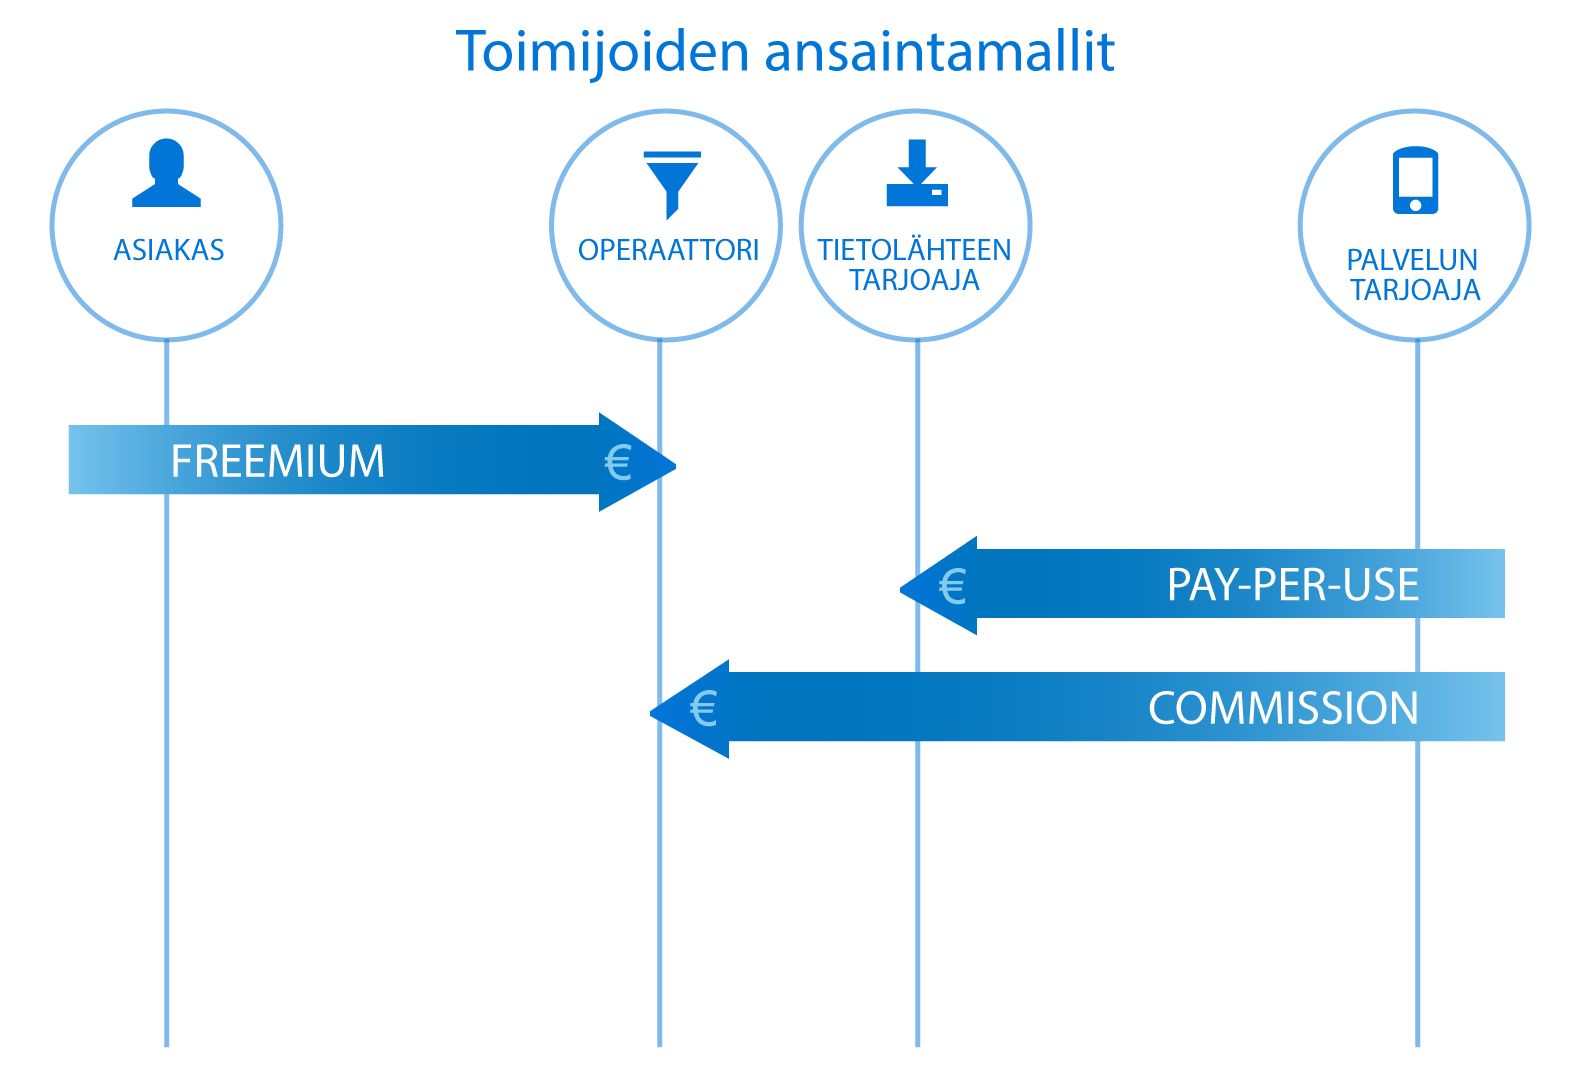 Toimijoiden ansaintamallit
ASIAKAS
OPERAATTORI
TIETOLÄHTEEN
TARJOAJA
PALVELUN
TARJOAJA
FREEMIUM €
€ PAY-PER-USE
€ COMMISSION